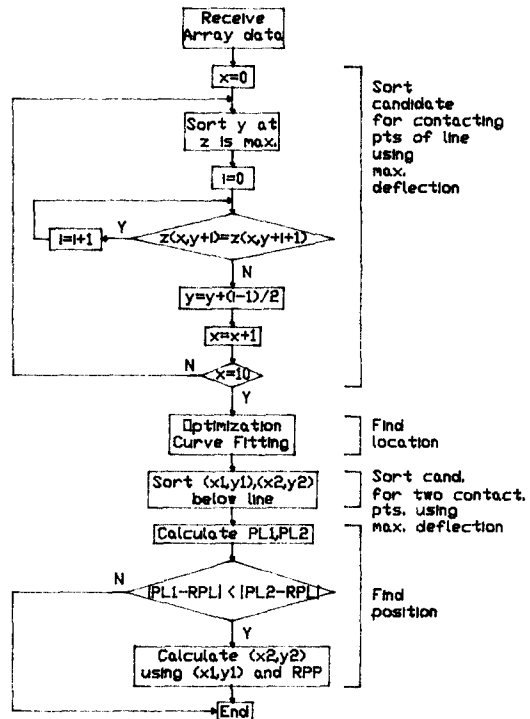 Receive
Array data
x=0
Sort y at
z is max.
i=0
z(x,y+i)=z(x,y+i+1)
Y
i=i+1
N
y=y+(i-1)/2
x=x+1
x=10
N
Y
Sort
candidate
for contacting
pts of line
using
max.
deflection
Optimization
Curve Fitting
Find
location
Sort (x1,y1),(x2,y2)
below line
Sort cand.
for two contact.
pts. using
max. deflection
Calculate PL1,PL2
|PL1-RPL| < |PL2-RPL|
N
Y
Calculate (x2,y2)
using (x1,y1) and RPP
Find
position
End